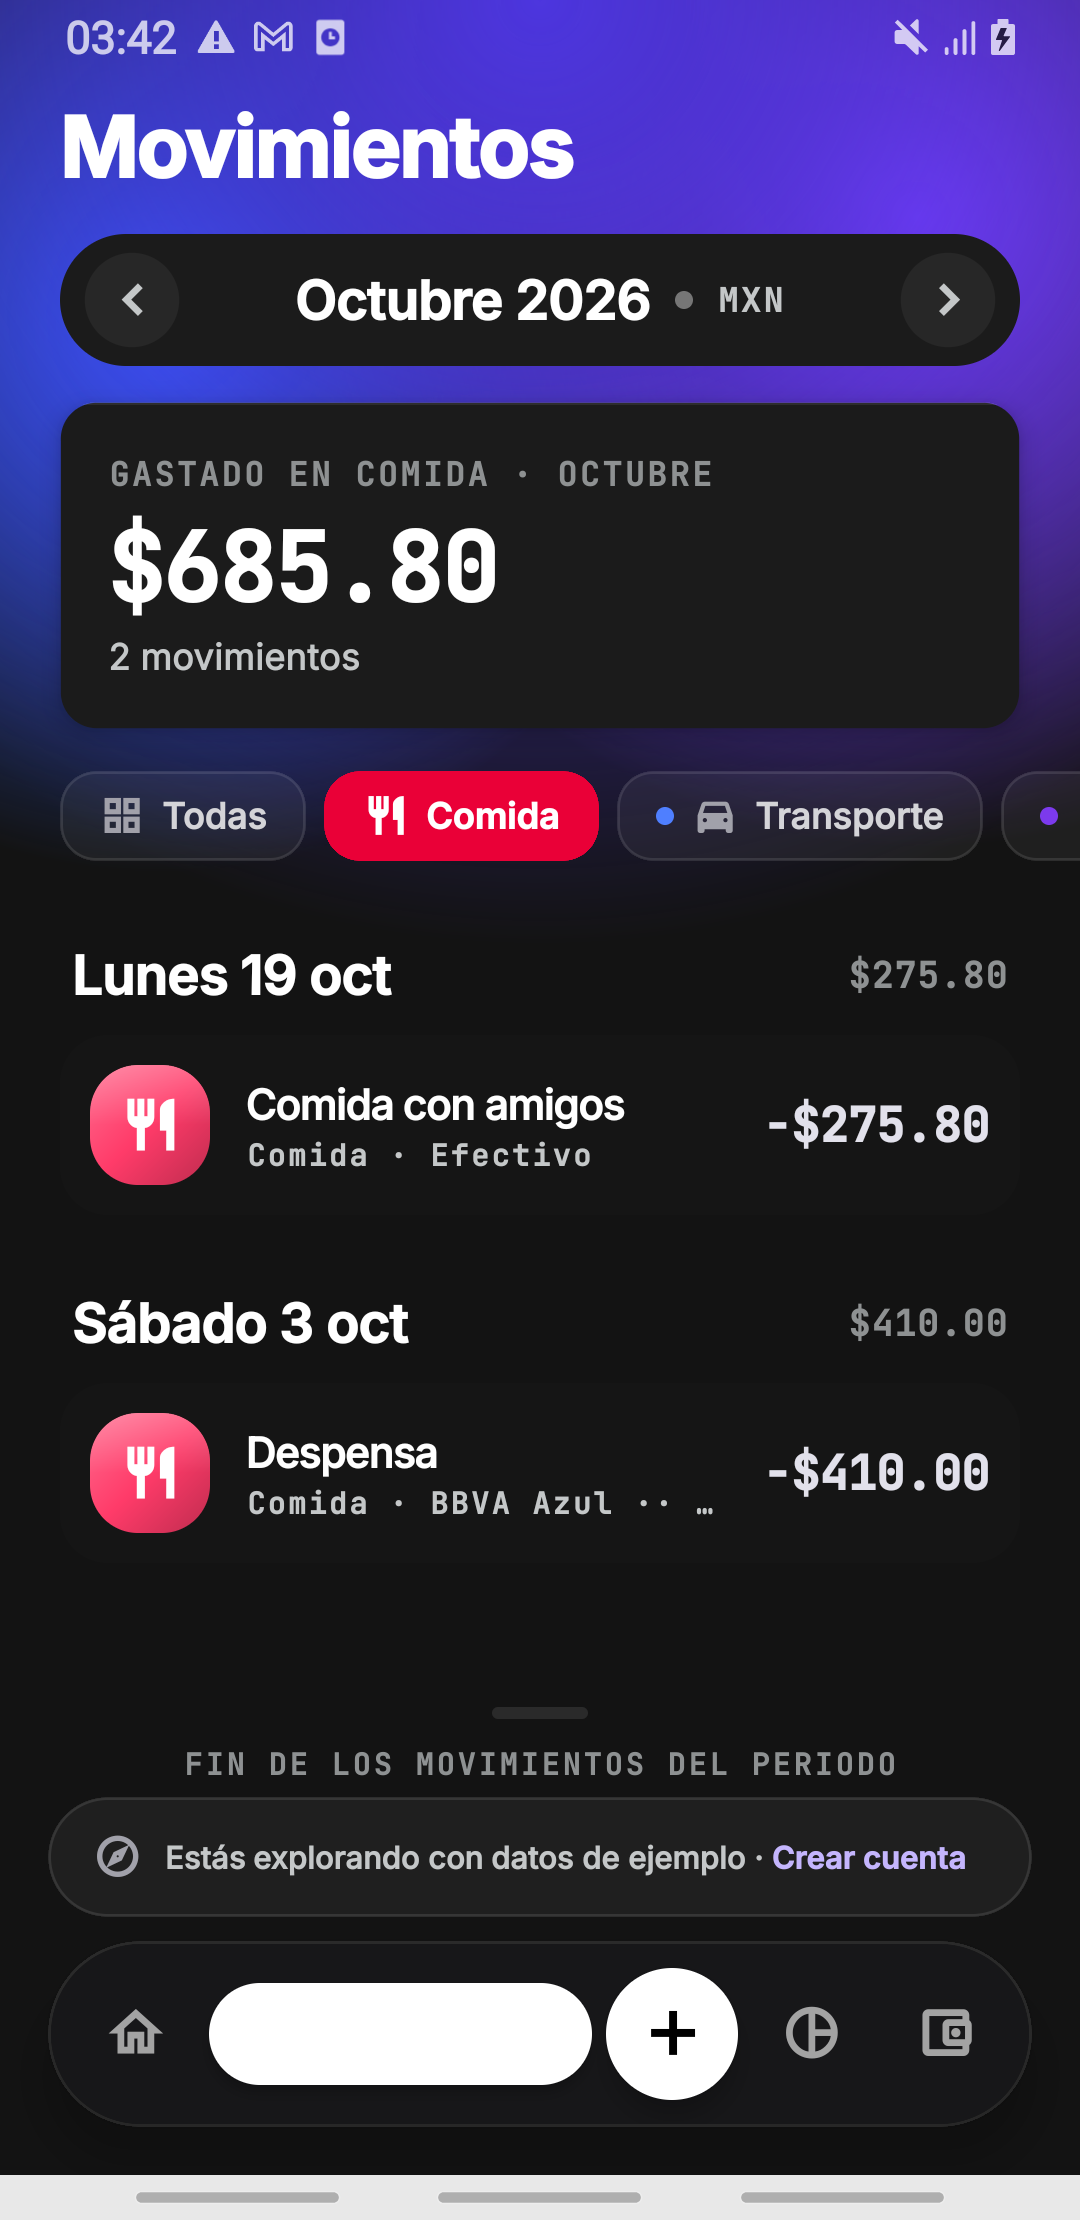 03:42
Movimientos
Octubre 2026 • MXN
GASTADO EN COMIDA · OCTUBRE
$685.80
2 movimientos
Todas
Comida
Transporte
Lunes 19 oct
$275.80
Comida con amigos
Comida · Efectivo
-$275.80
Sábado 3 oct
$410.00
Despensa
Comida · BBVA Azul ·· …
-$410.00
FIN DE LOS MOVIMIENTOS DEL PERIODO
Estás explorando con datos de ejemplo · Crear cuenta